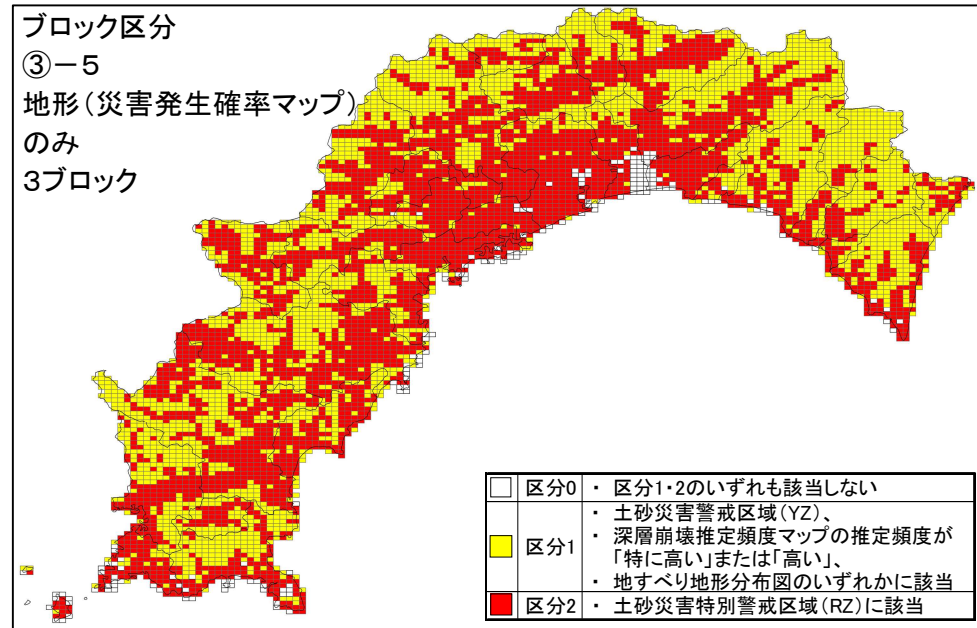 ブロック区分
③－5
地形(災害発生確率マップ)
のみ
3ブロック
区分0 ・ 区分1・2のいずれも該当しない
区分1 ・ 土砂災害警戒区域(YZ)、
・ 深層崩壊推定頻度マップの推定頻度が
「特に高い」または「高い」、
・ 地すべり地形分布図のいずれかに該当
区分2 ・ 土砂災害特別警戒区域(RZ)に該当